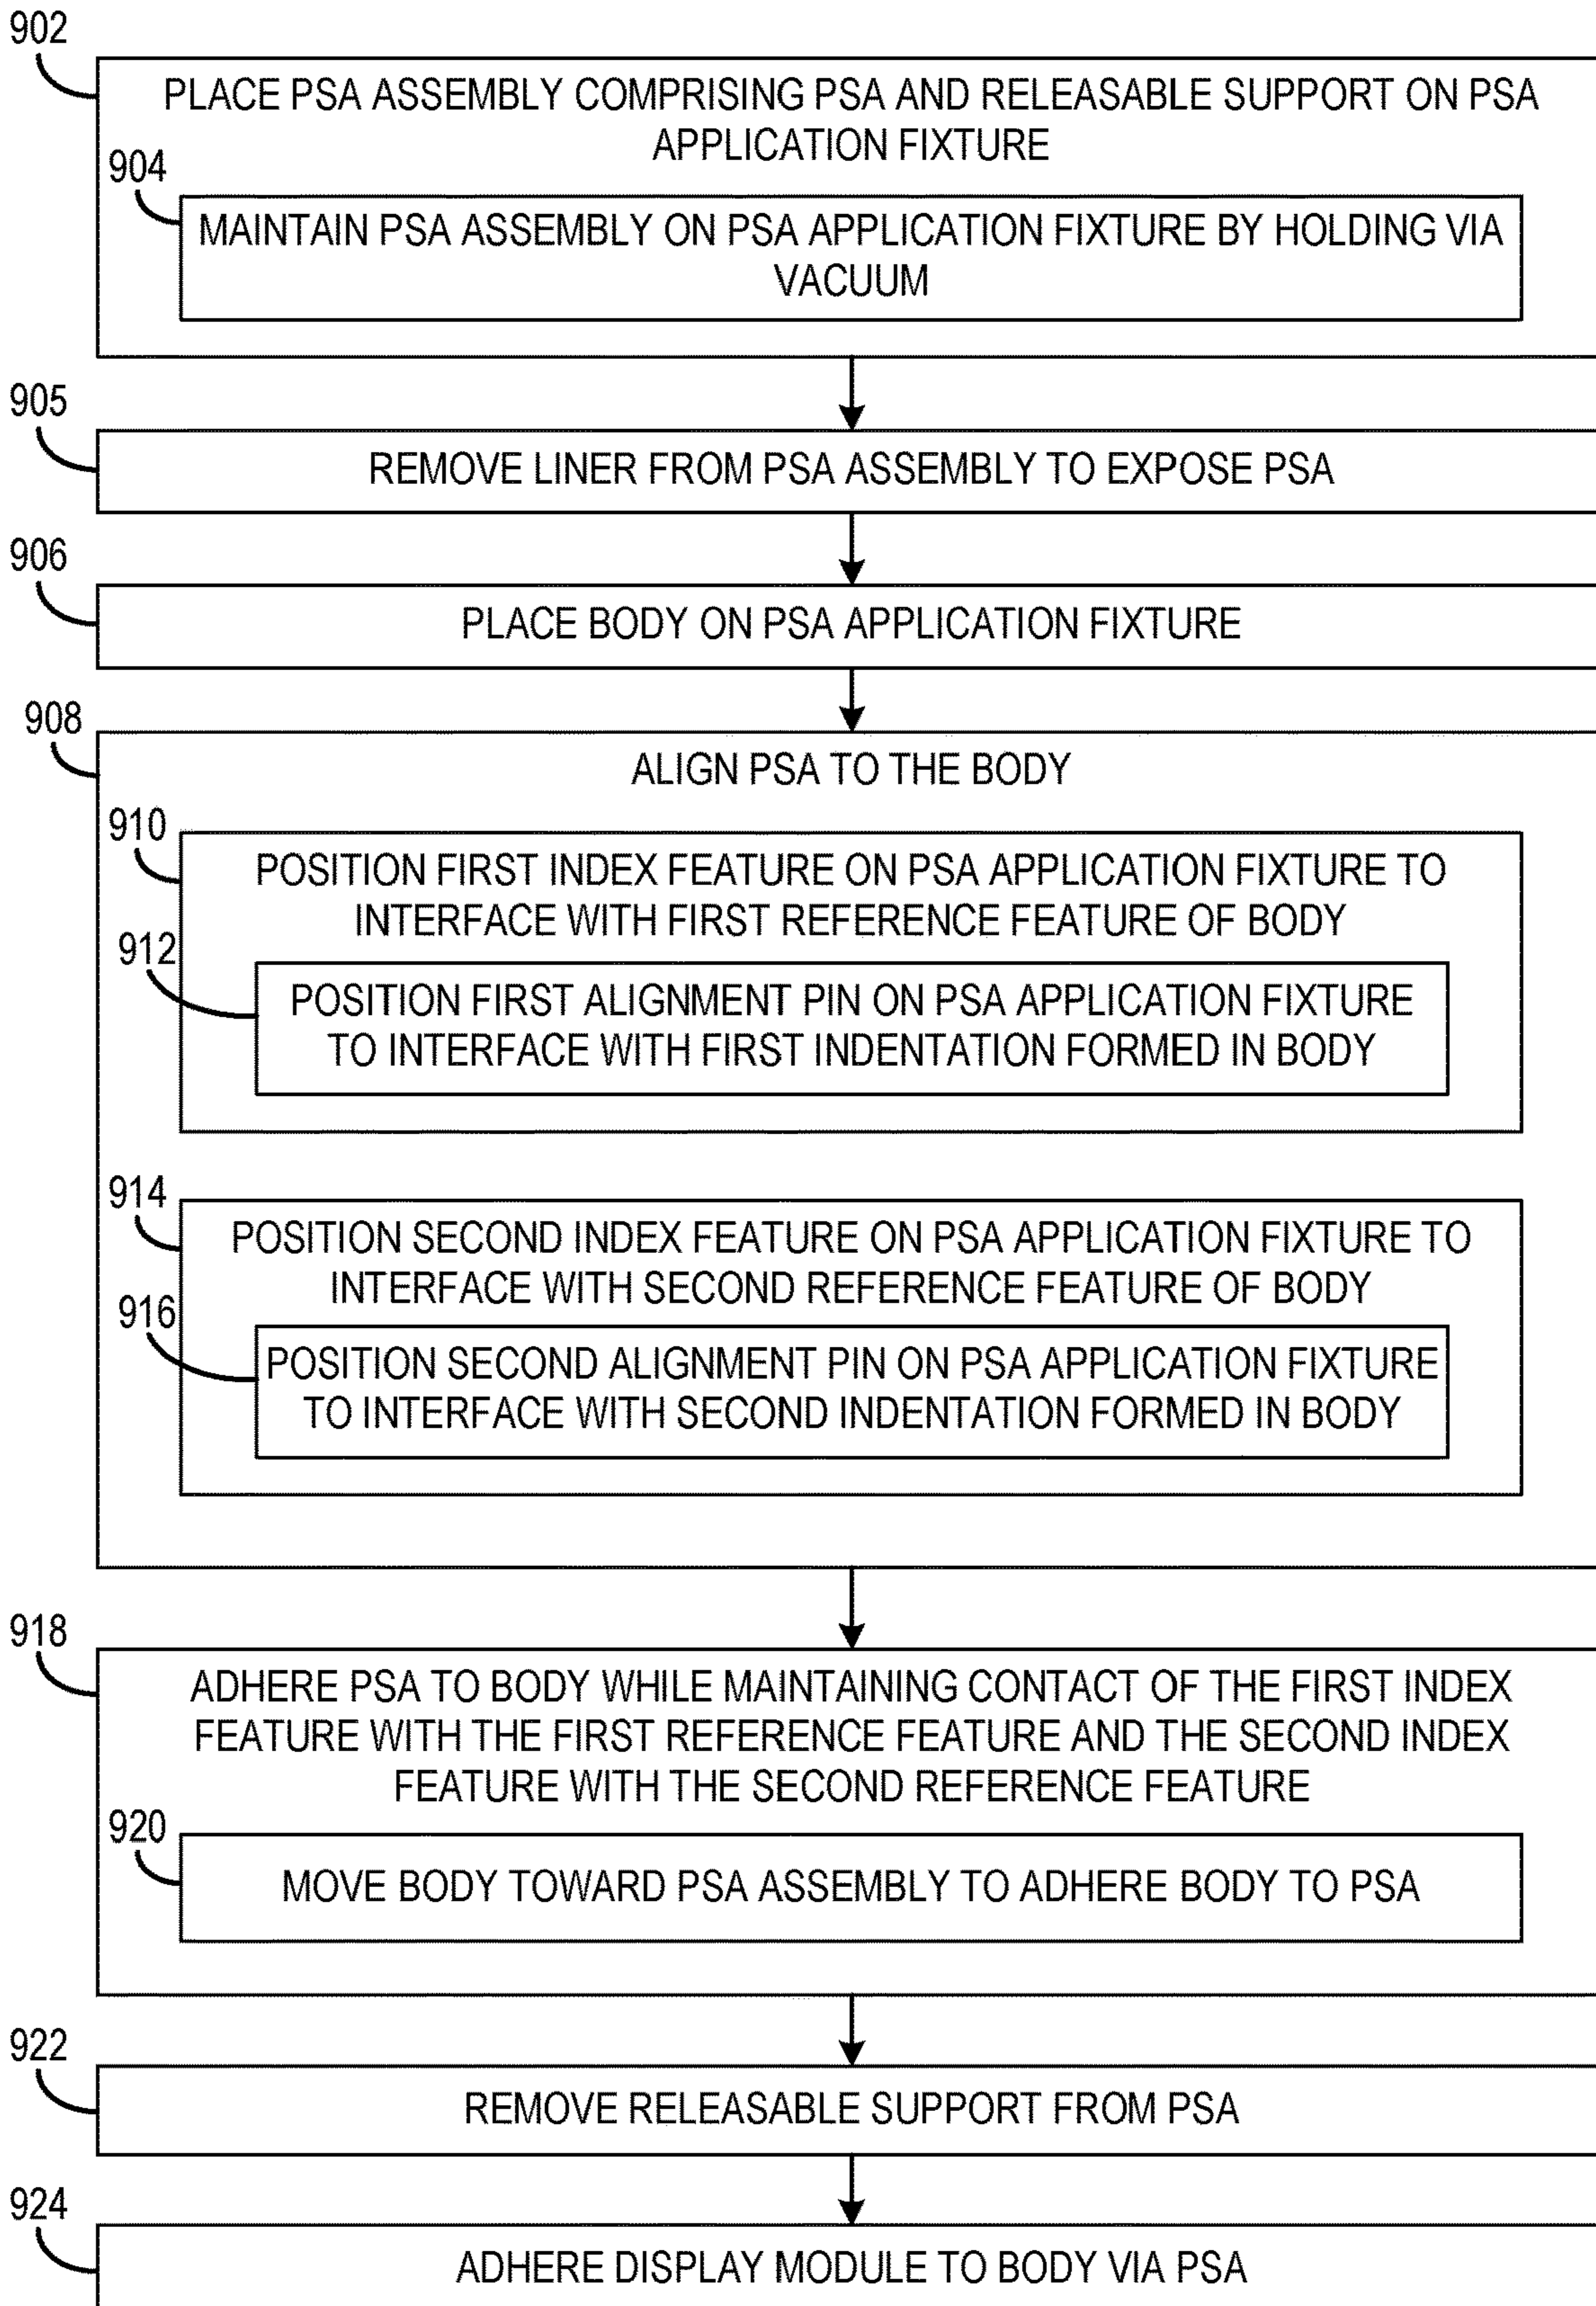 902
PLACE PSA ASSEMBLY COMPRISING PSA AND RELEASABLE SUPPORT ON PSA
APPLICATION FIXTURE
904
MAINTAIN PSA ASSEMBLY ON PSA APPLICATION FIXTURE BY HOLDING VIA
VACUUM
905
REMOVE LINER FROM PSA ASSEMBLY TO EXPOSE PSA
906
PLACE BODY ON PSA APPLICATION FIXTURE
908
ALIGN PSA TO THE BODY
910
POSITION FIRST INDEX FEATURE ON PSA APPLICATION FIXTURE TO
INTERFACE WITH FIRST REFERENCE FEATURE OF BODY
912
POSITION FIRST ALIGNMENT PIN ON PSA APPLICATION FIXTURE
TO INTERFACE WITH FIRST INDENTATION FORMED IN BODY
914
POSITION SECOND INDEX FEATURE ON PSA APPLICATION FIXTURE TO
INTERFACE WITH SECOND REFERENCE FEATURE OF BODY
916
POSITION SECOND ALIGNMENT PIN ON PSA APPLICATION FIXTURE
TO INTERFACE WITH SECOND INDENTATION FORMED IN BODY
918
ADHERE PSA TO BODY WHILE MAINTAINING CONTACT OF THE FIRST INDEX
FEATURE WITH THE FIRST REFERENCE FEATURE AND THE SECOND INDEX
FEATURE WITH THE SECOND REFERENCE FEATURE
920
MOVE BODY TOWARD PSA ASSEMBLY TO ADHERE BODY TO PSA
922
REMOVE RELEASABLE SUPPORT FROM PSA
924
ADHERE DISPLAY MODULE TO BODY VIA PSA